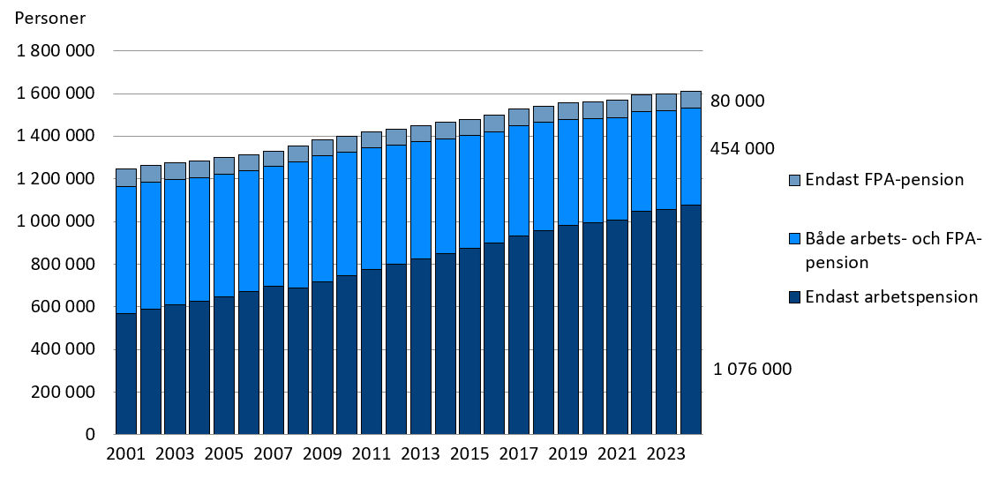 Personer
1 800 000
1 600 000
1 400 000
1 200 000
1 000 000
800 000
600 000
400 000
200 000
0
2001 2003 2005 2007 2009 2011 2013 2015 2017 2019 2021 2023
80 000
454 000
1 076 000
Endast FPA-pension
Både arbets- och FPA-
pension
Endast arbetspension